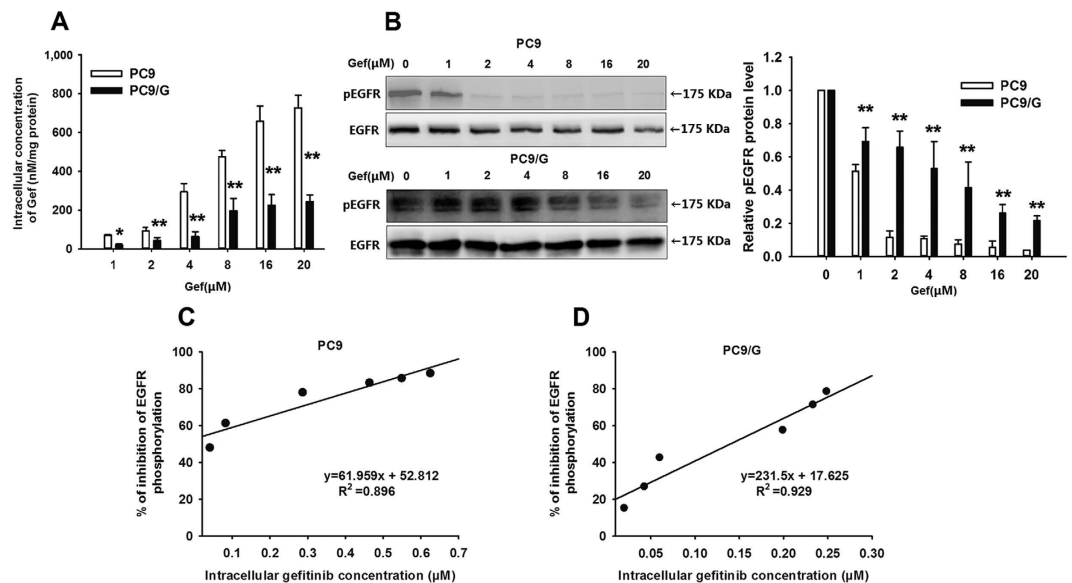 A
Intracellular concentration
of Gef (nM/mg protein)
1,000
800
600
400
200
0
PC9
PC9/G
*
**
**
**
**
**
1 2 4 8 16 20
Gef(µM)
B
PC9
Gef(µM) 0 1 2 4 8 16 20
pEGFR ←175 KDa
EGFR ←175 KDa
PC9/G
Gef(µM) 0 1 2 4 8 16 20
pEGFR ←175 KDa
EGFR ←175 KDa
Relative pEGFR protein level
1.2
1.0
0.8
0.6
0.4
0.2
0.0
PC9
PC9/G
**
**
**
**
**
**
0 1 2 4 8 16 20
Gef(µM)
C
PC9
% of inhibition of EGFR
phosphorylation
100
80
60
40
20
0
y=61.959x + 52.812
R2 =0.896
0.1 0.2 0.3 0.4 0.5 0.6 0.7
Intracellular gefitinib concentration (µM)
D
PC9/G
% of inhibition of EGFR
phosphorylation
100
80
60
40
20
0
y=231.5x + 17.625
R2 =0.929
0.05 0.10 0.15 0.20 0.25 0.30
Intracellular gefitinib concentration (µM)